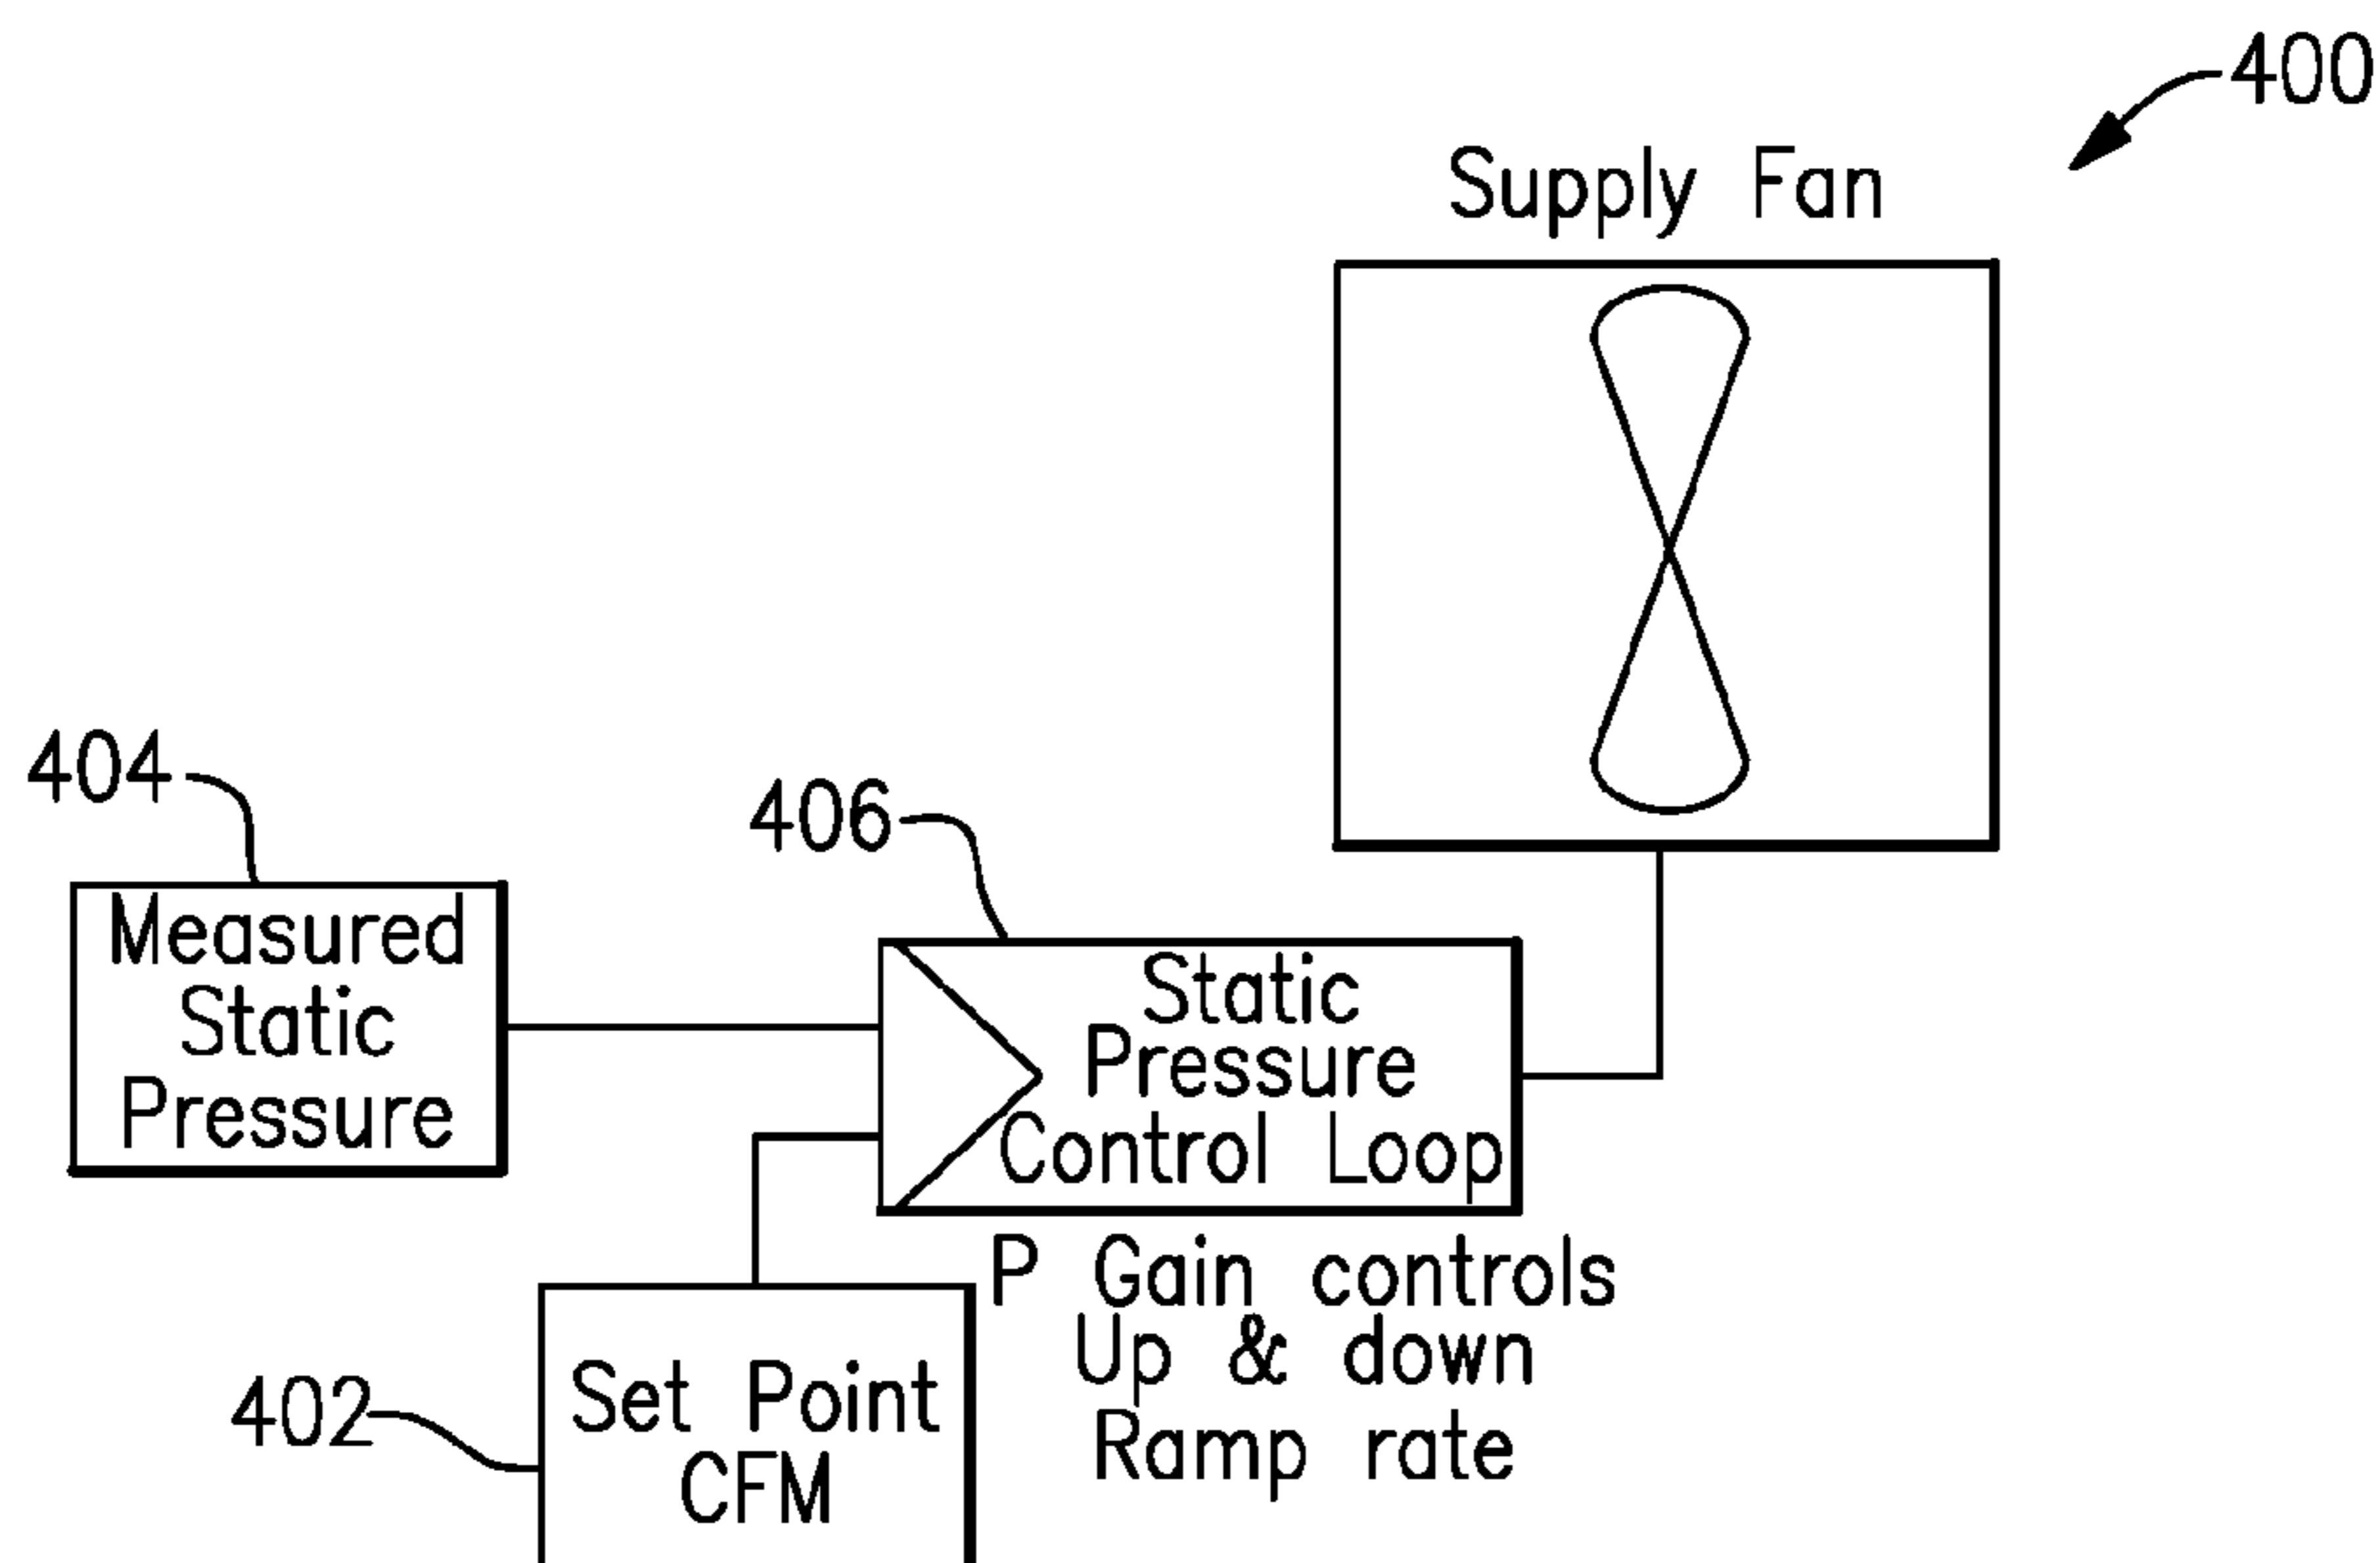 400
Supply Fan
404
406
Measured
Static
Pressure
Static
Pressure
Control Loop
P Gain controls
Up & down
Ramp rate
402
Set Point
CFM